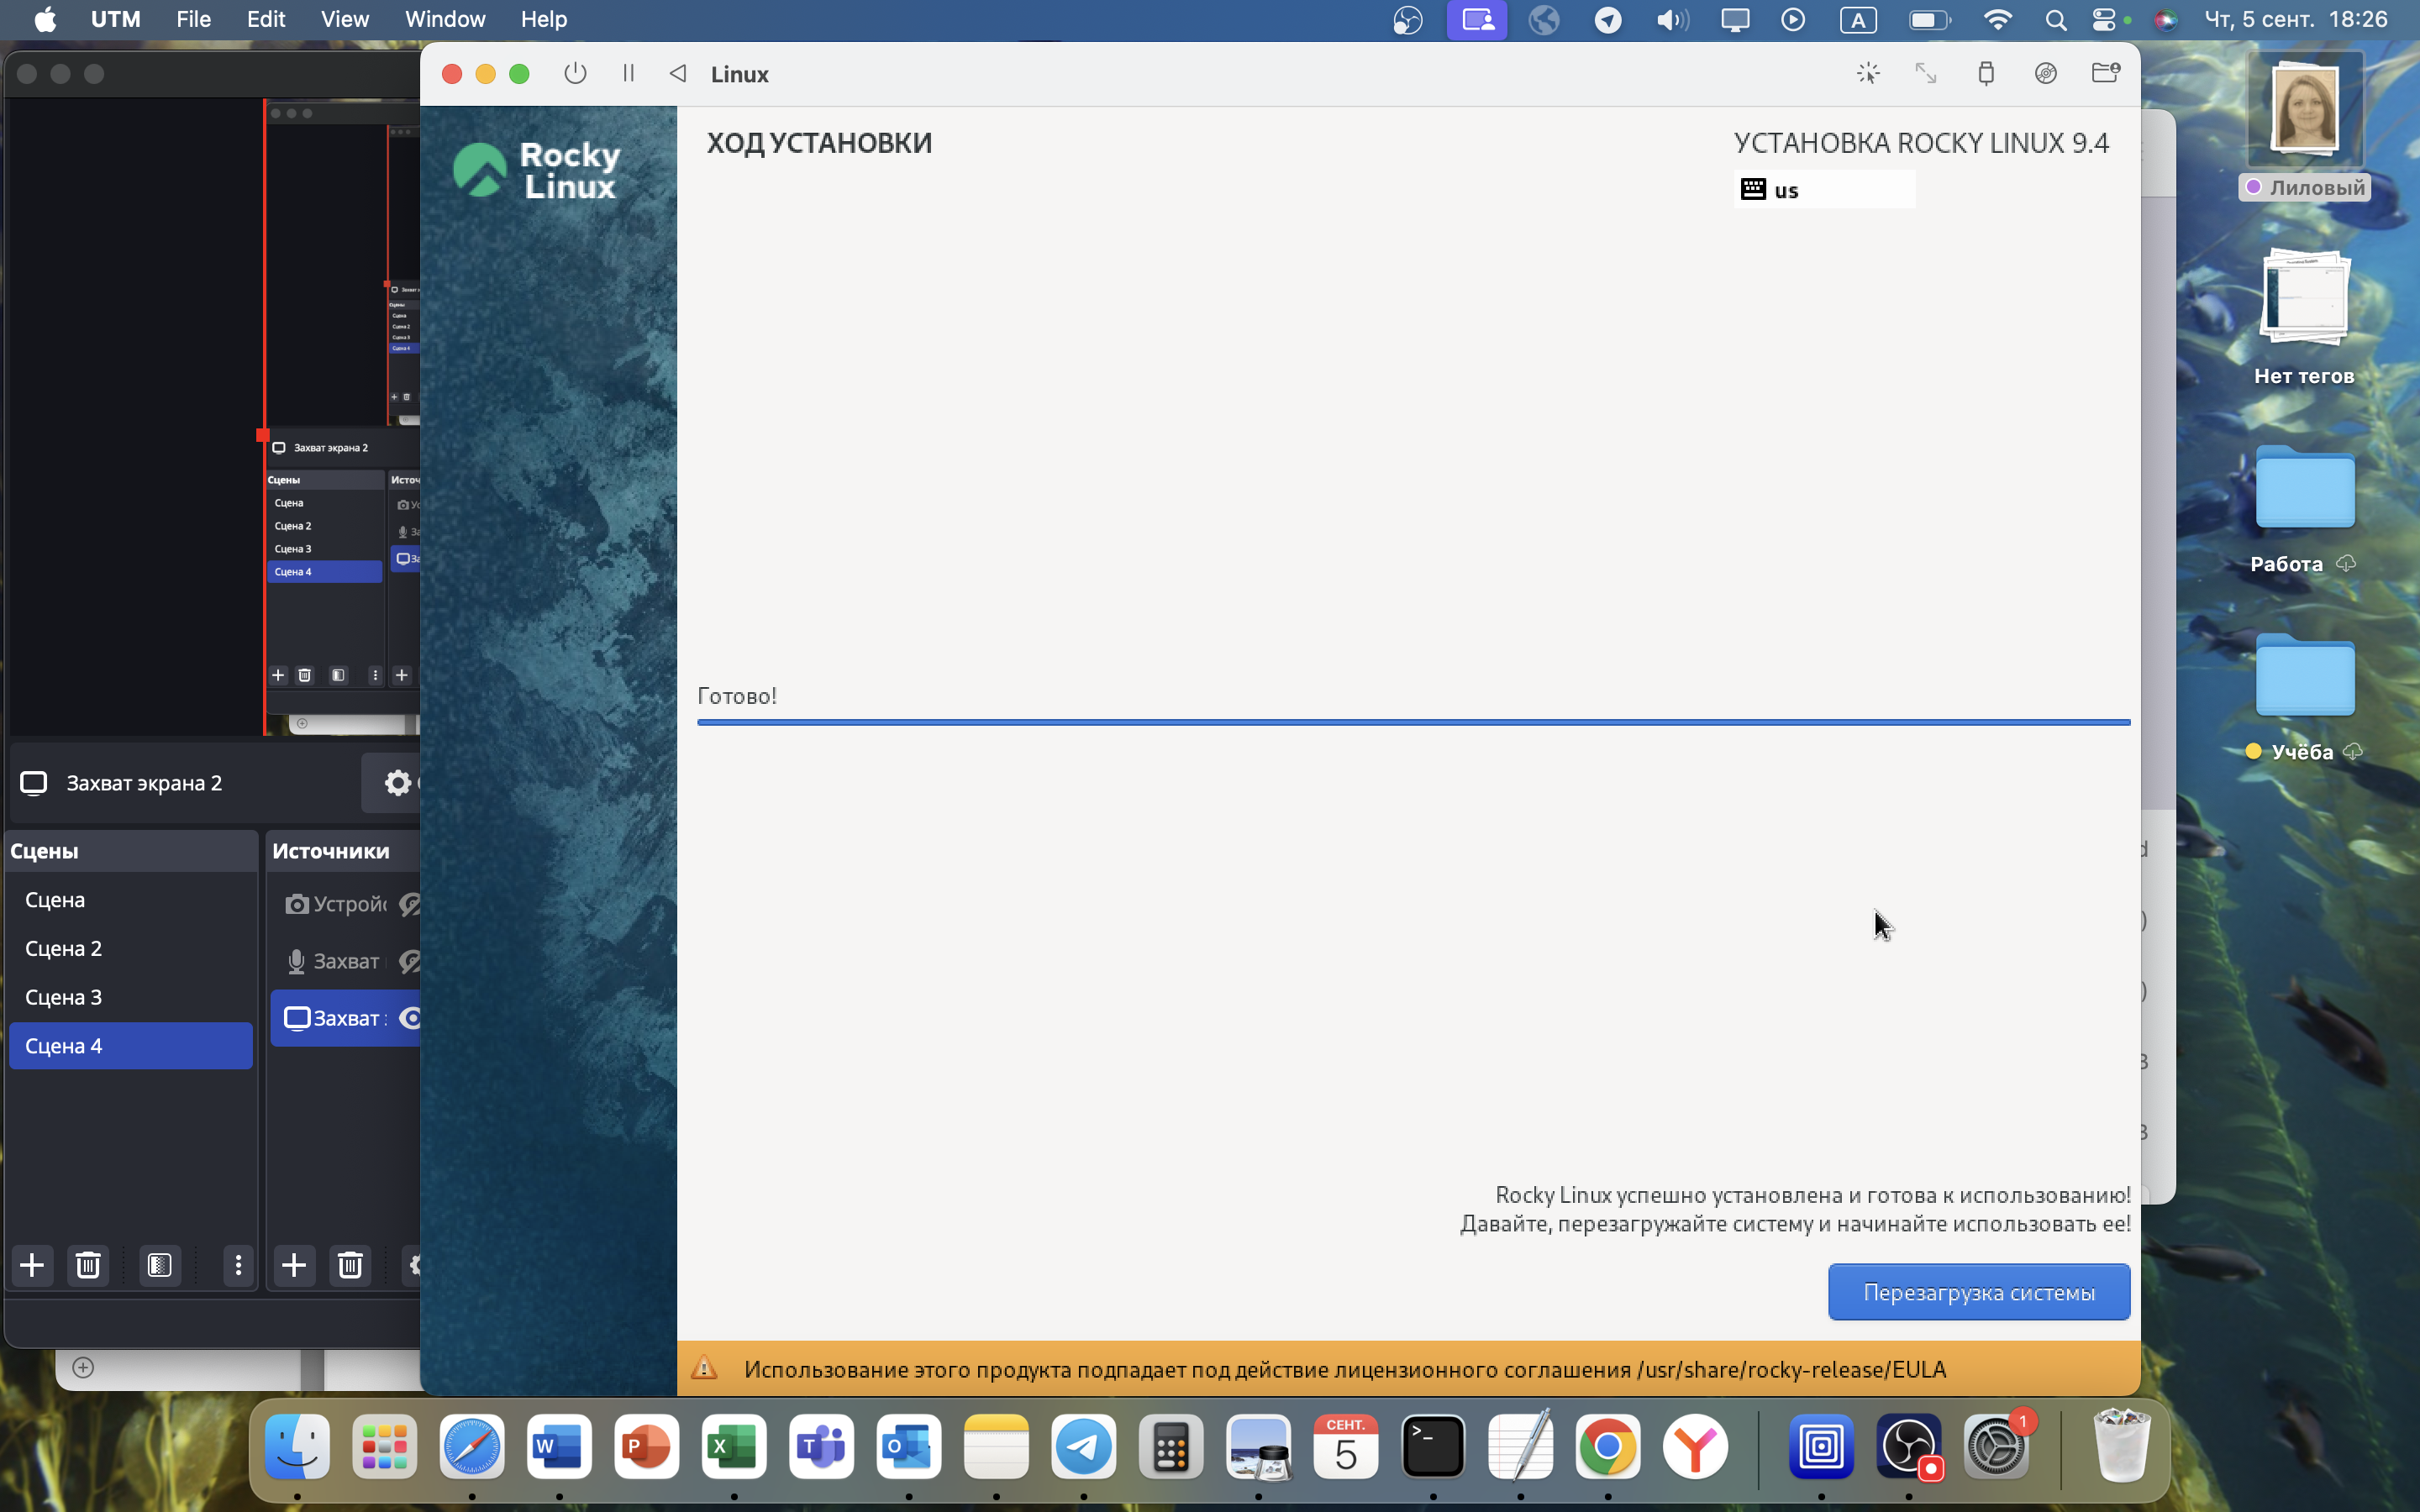 UTM File Edit View Window Help
A
Чт, 5 сент. 18:26
Linux
Rocky
Linux
ХОД УСТАНОВКИ
УСТАНОВКА ROCKY LINUX 9.4
us
Готово!
Rocky Linux успешно установлена и готова к использованию!
Давайте, перезагружайте систему и начинайте использовать ее!
Перезагрузка системы
Использование этого продукта подпадает под действие лицензионного соглашения /usr/share/rocky-release/EULA
Захват экрана 2
Сцены
Сцена
Сцена 2
Сцена 3
Сцена 4
Захват экрана 2
Сцены
Источники
Сцена
Сцена 2
Сцена 3
Сцена 4
Захват
Захват
Лиловый
Нет тегов
Работа
Учёба
W
P
X
T
O
СЕНТ.
5
>_
1